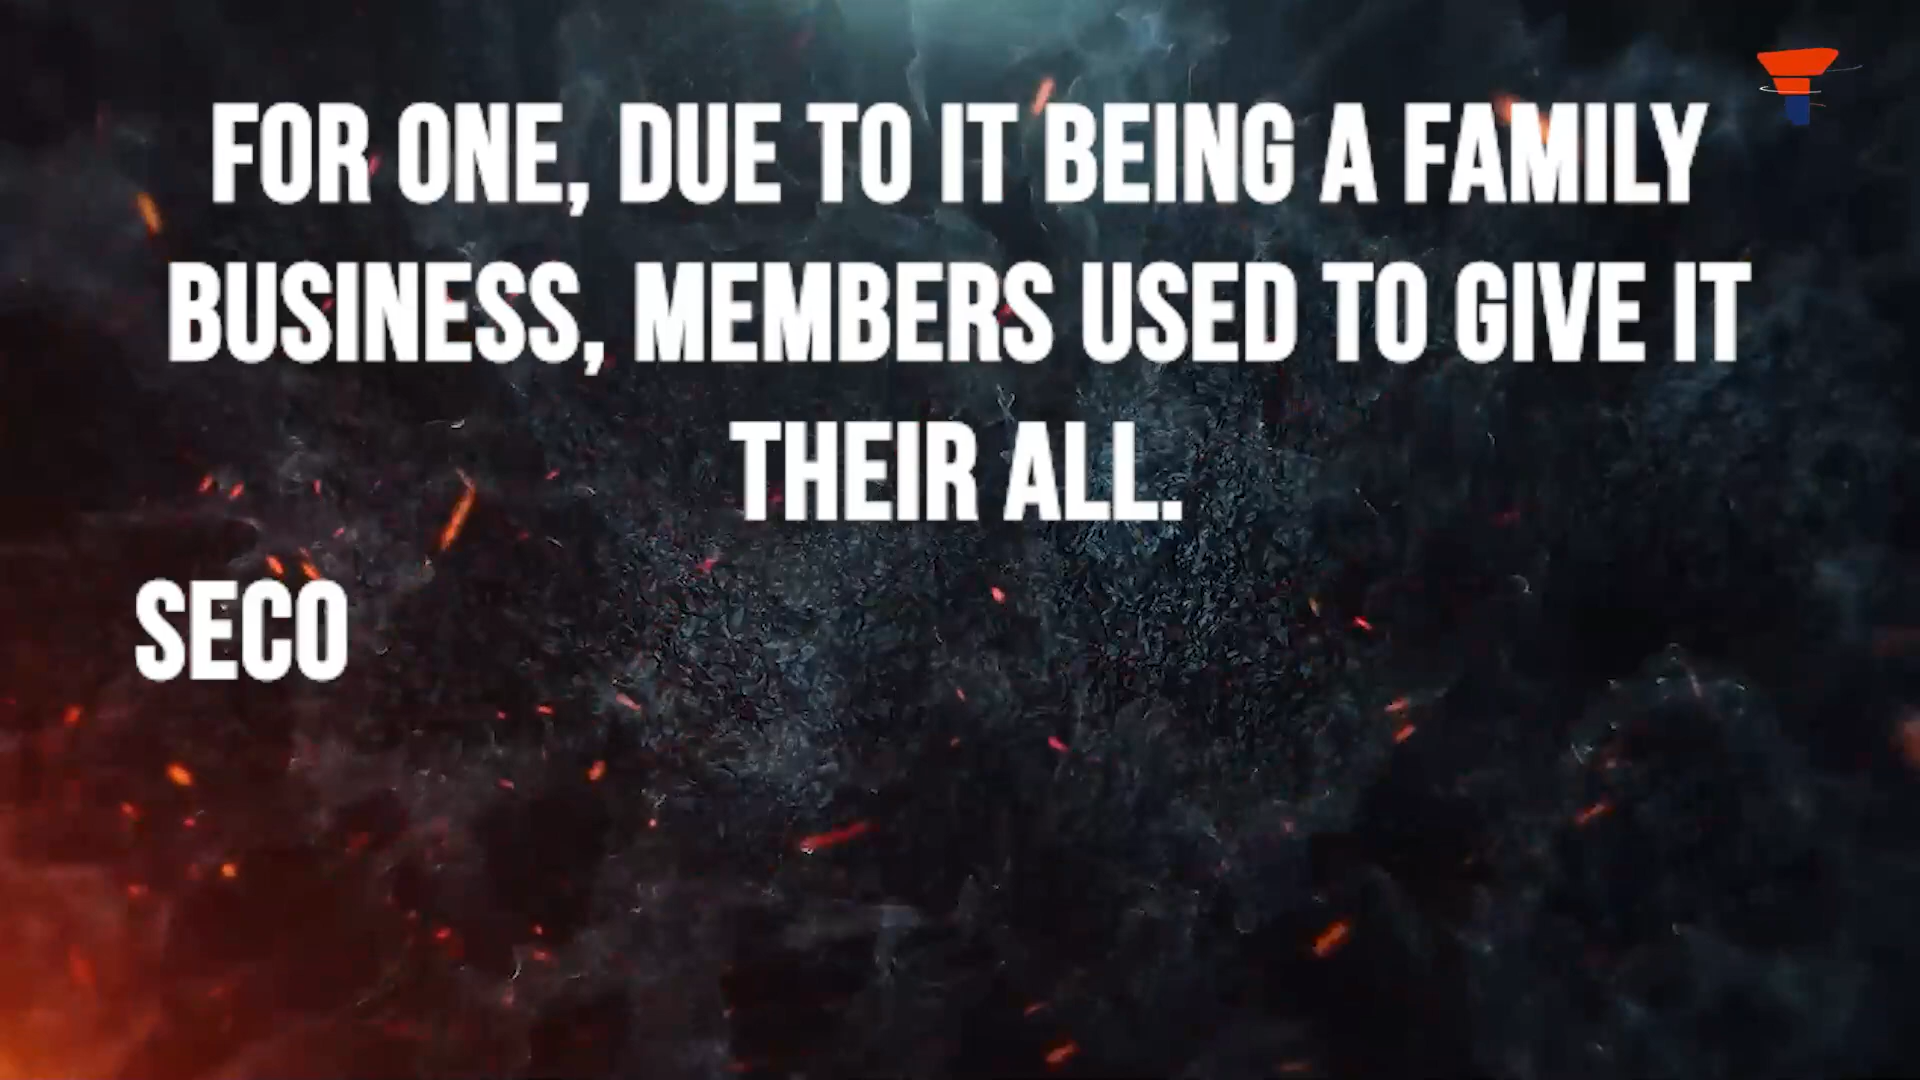 FOR ONE, DUE TO IT BEING A FAMILY
BUSINESS, MEMBERS USED TO GIVE IT
THEIR ALL.
SECO